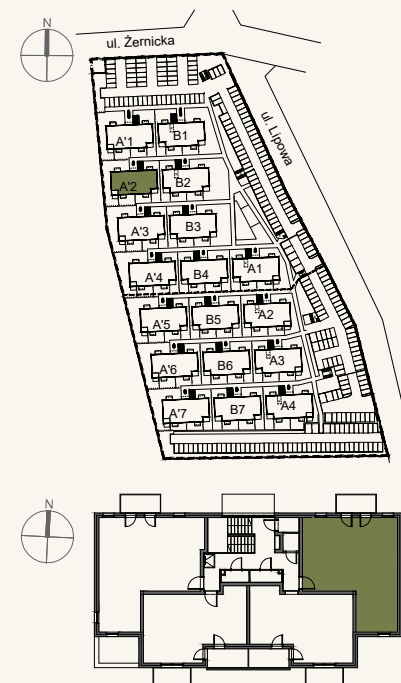 N
ul. Żernicka
ul. Lipowa
A'1 B1
A'2 B2
A'3 B3
A'4 B4 A1
A'5 B5 A2
A'6 B6 A3
A'7 B7 A4
N